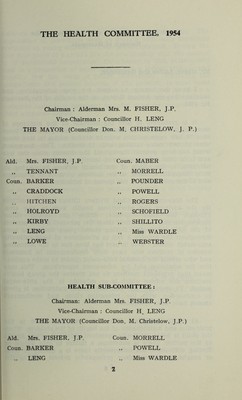 THE HEALTH COMMITTEE. 1954
Chairman : Alderman Mrs. M. FISHER, J.P.
Vice-Chairman : Councillor H. LENG
THE MAYOR (Councillor Don. M. CHRISTELOW, J. P.)
Ald. Mrs. FISHER, J.P. Coun. MAHER
,, TENNANT ,, MORRELL
Coun. BARKER ,, POUNDER
,, CRADDOCK ,, POWELL
,, HITCHEN ,, ROGERS
,, HOLROYD ,, SCHOFIELD
,, KIRBY ,, SHILLITO
,, LENG ,, Miss WARDLE
,, LOWE ,, WEBSTER
HEALTH SUB-COMMITTEE :
Chairman: Alderman Mrs. FISHER, J.P.
Vice-Chairman : Councillor H. LENG
THE MAYOR (Councillor Don. M. Christelow, J.P.)
Ald. Mrs. FISHER, J.P. Coun. MORRELL
Coun. BARKER ,, POWELL
,, LENG ,, Miss WARDLE
2